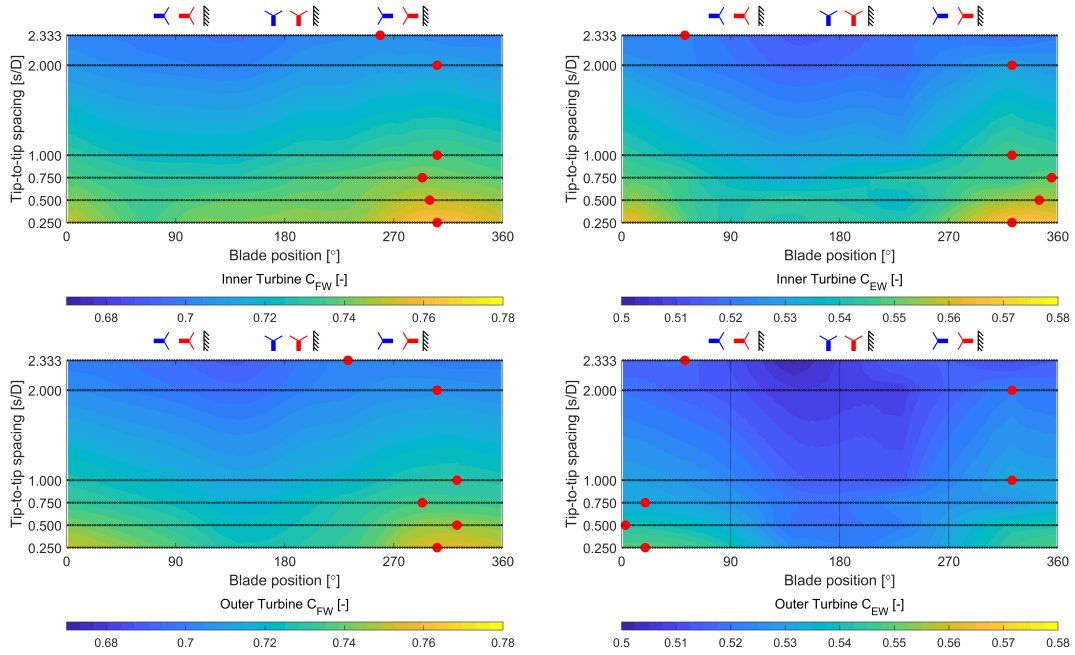 Tip-to-tip spacing [s/D]
2.333
2.000
1.000
0.750
0.500
0.250
0 90 180 270 360
Blade position [°]
Inner Turbine C_FW [-]
0.68 0.7 0.72 0.74 0.76 0.78
Tip-to-tip spacing [s/D]
2.333
2.000
1.000
0.750
0.500
0.250
0 90 180 270 360
Blade position [°]
Inner Turbine C_EW [-]
0.5 0.51 0.52 0.53 0.54 0.55 0.56 0.57 0.58
Tip-to-tip spacing [s/D]
2.333
2.000
1.000
0.750
0.500
0.250
0 90 180 270 360
Blade position [°]
Outer Turbine C_FW [-]
0.68 0.7 0.72 0.74 0.76 0.78
Tip-to-tip spacing [s/D]
2.333
2.000
1.000
0.750
0.500
0.250
0 90 180 270 360
Blade position [°]
Outer Turbine C_EW [-]
0.5 0.51 0.52 0.53 0.54 0.55 0.56 0.57 0.58